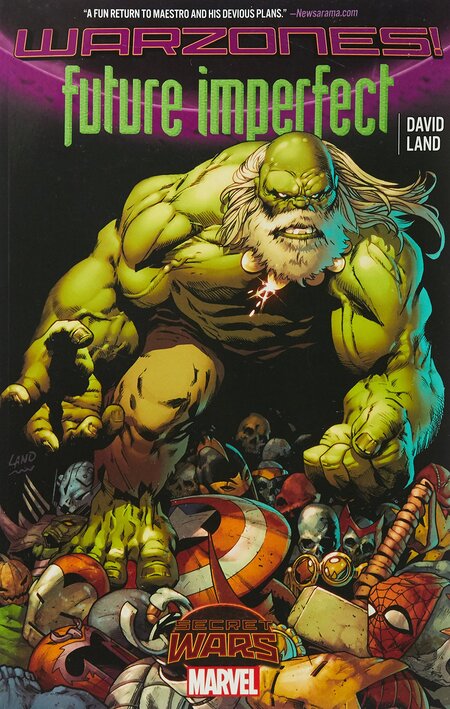 "A FUN RETURN TO MAESTRO AND HIS DEVIOUS PLANS." —Newsarama.com
WARZONES!
future imperfect
DAVID
LAND
LAND
SECRET
WARS
MARVEL